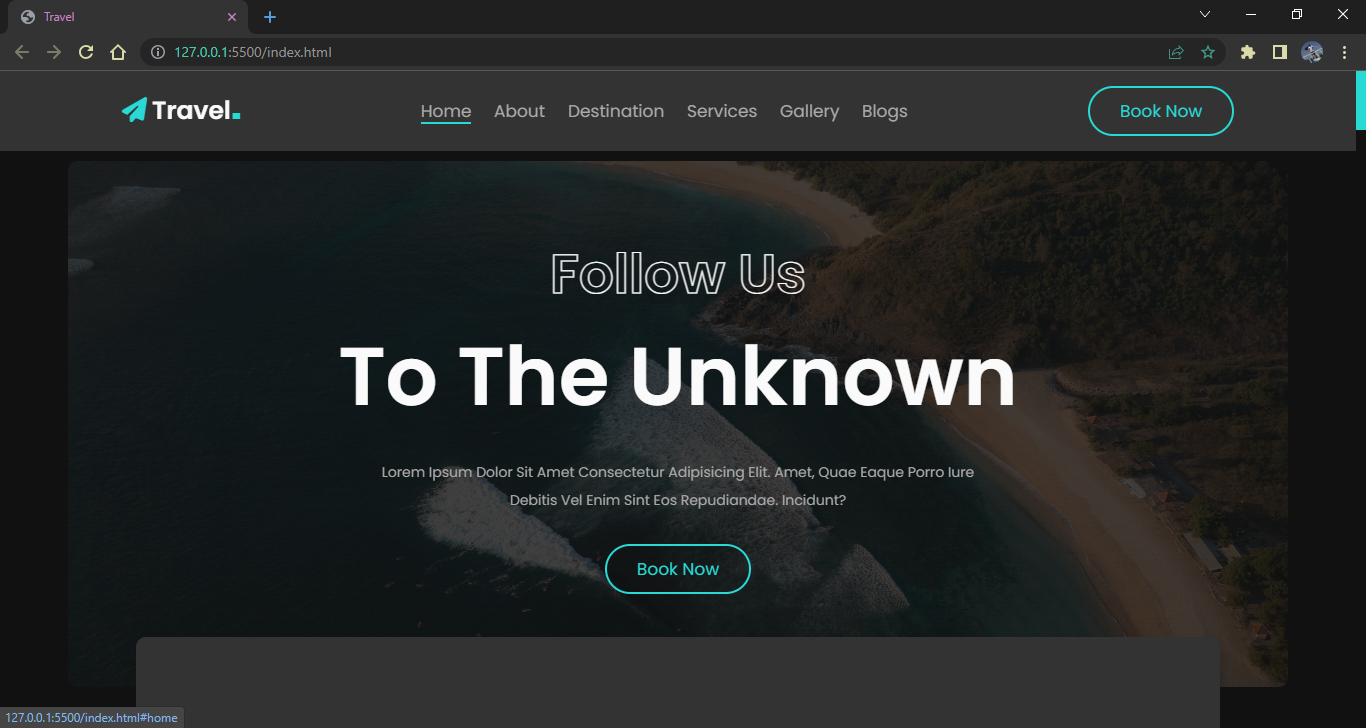 Travel
127.0.0.1:5500/index.html
Travel.
Home About Destination Services Gallery Blogs
Book Now
Follow Us
To The Unknown
Lorem Ipsum Dolor Sit Amet Consectetur Adipisicing Elit. Amet, Quae Eaque Porro Iure
Debitis Vel Enim Sint Eos Repudiandae. Incidunt?
Book Now
127.0.0.1:5500/index.html#home